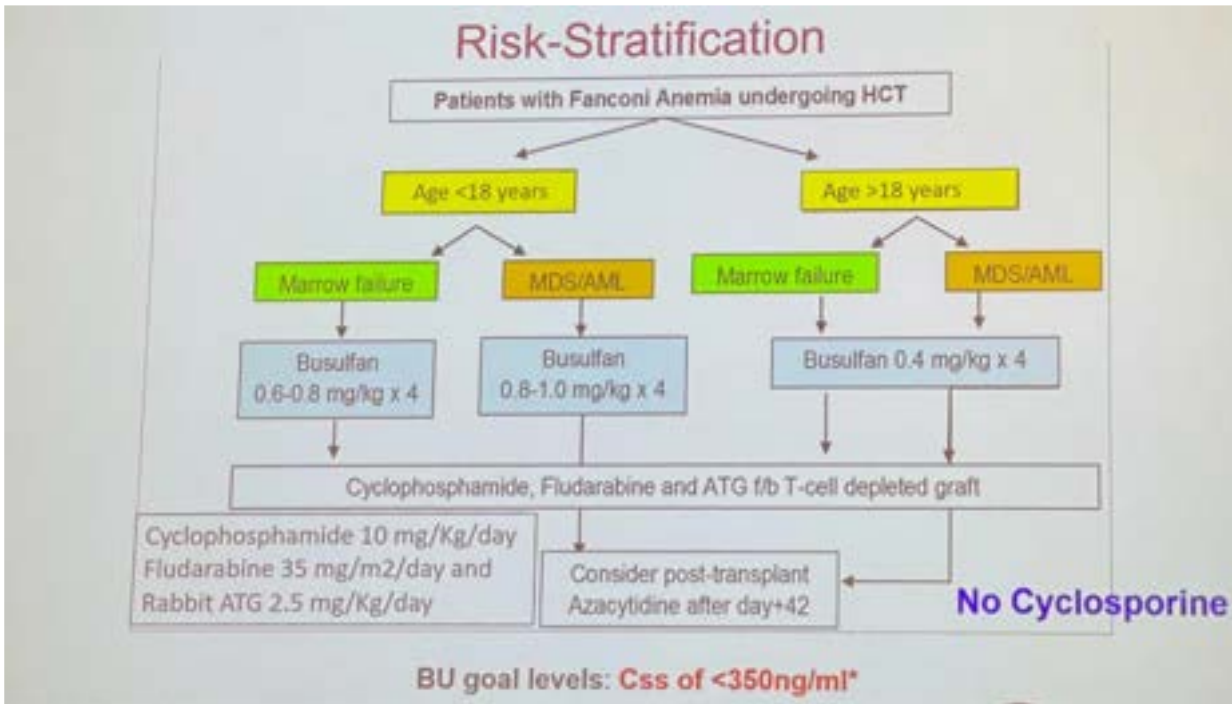 Risk-Stratification
Patients with Fanconi Anemia undergoing HCT
Age <18 years
Age >18 years
Marrow failure
MDS/AML
Marrow failure
MDS/AML
Busulfan
0.6-0.8 mg/kg x 4
Busulfan
0.8-1.0 mg/kg x 4
Busulfan 0.4 mg/kg x 4
Cyclophosphamide, Fludarabine and ATG f/b T-cell depleted graft
Cyclophosphamide 10 mg/Kg/day
Fludarabine 35 mg/m2/day and
Rabbit ATG 2.5 mg/Kg/day
Consider post-transplant
Azacytidine after day+42
No Cyclosporine
BU goal levels: Css of <350ng/ml*